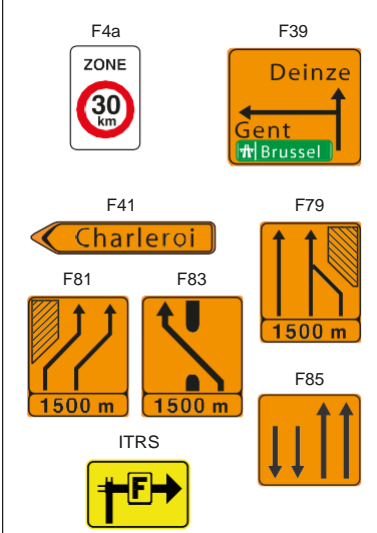 F4a
F39
ZONE
30
km
Deinze
Gent
Brussel
F41
F79
Charleroi
1500 m
F81
F83
1500 m
1500 m
F85
ITRS
F